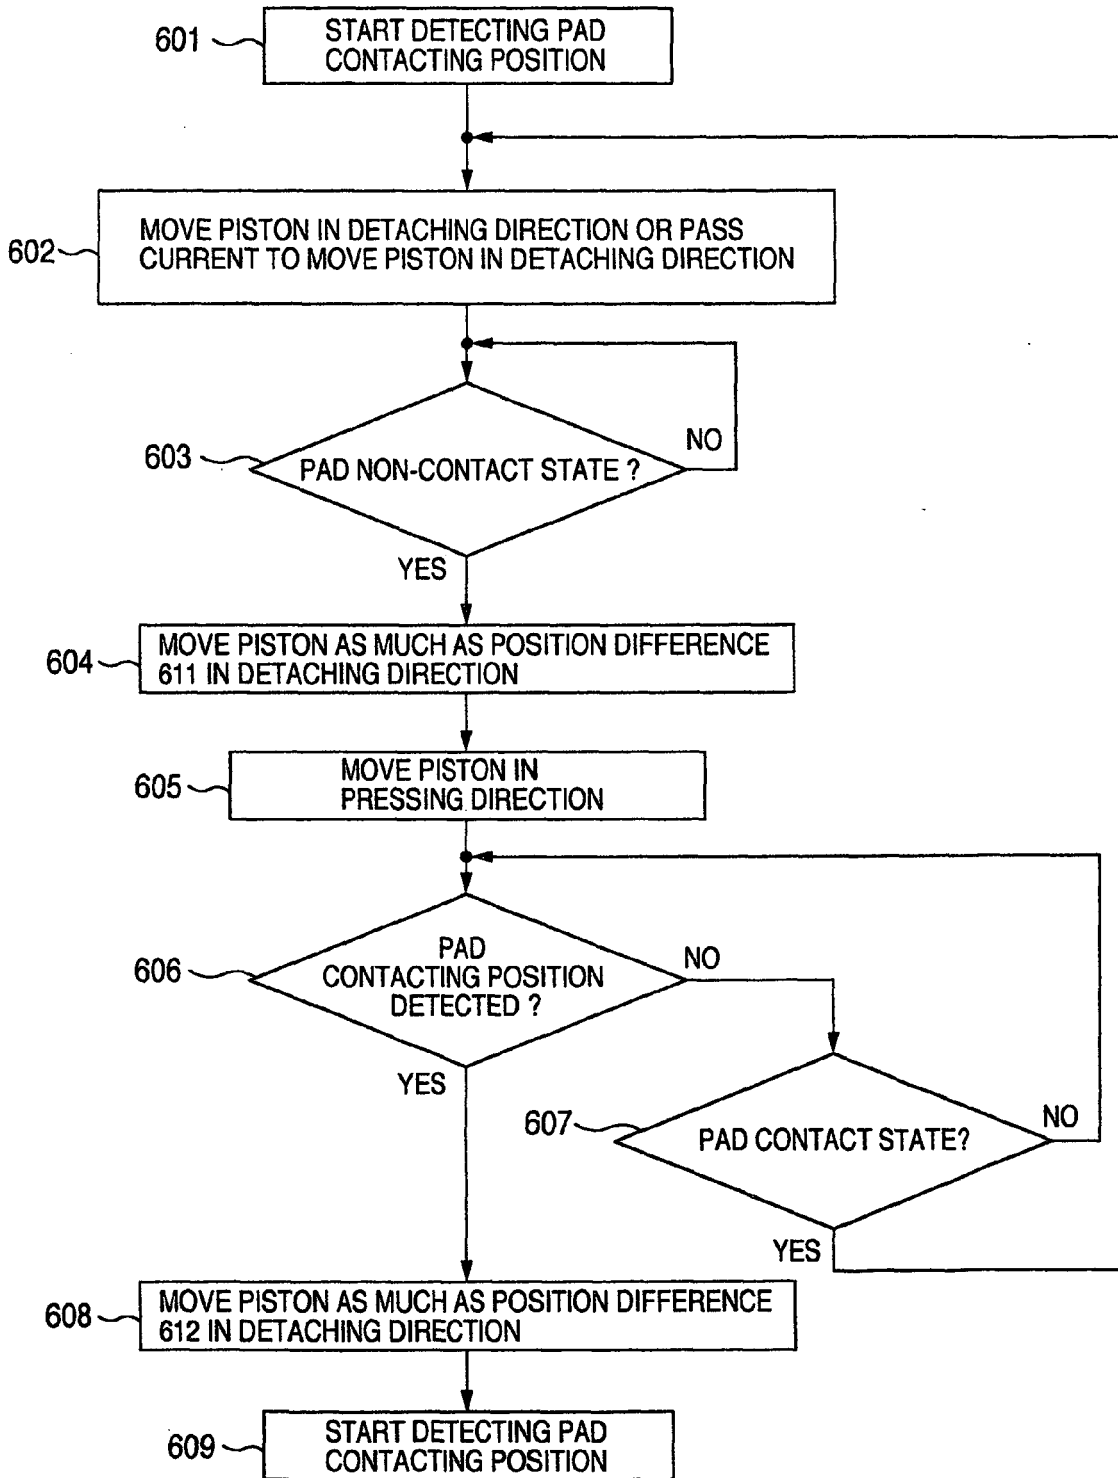 601
START DETECTING PAD
CONTACTING POSITION
602
MOVE PISTON IN DETACHING DIRECTION OR PASS
CURRENT TO MOVE PISTON IN DETACHING DIRECTION
603
PAD NON-CONTACT STATE ?
NO
YES
604
MOVE PISTON AS MUCH AS POSITION DIFFERENCE
611 IN DETACHING DIRECTION
605
MOVE PISTON IN
PRESSING DIRECTION
606
PAD
CONTACTING POSITION
DETECTED ?
NO
YES
607
PAD CONTACT STATE?
NO
YES
608
MOVE PISTON AS MUCH AS POSITION DIFFERENCE
612 IN DETACHING DIRECTION
609
START DETECTING PAD
CONTACTING POSITION